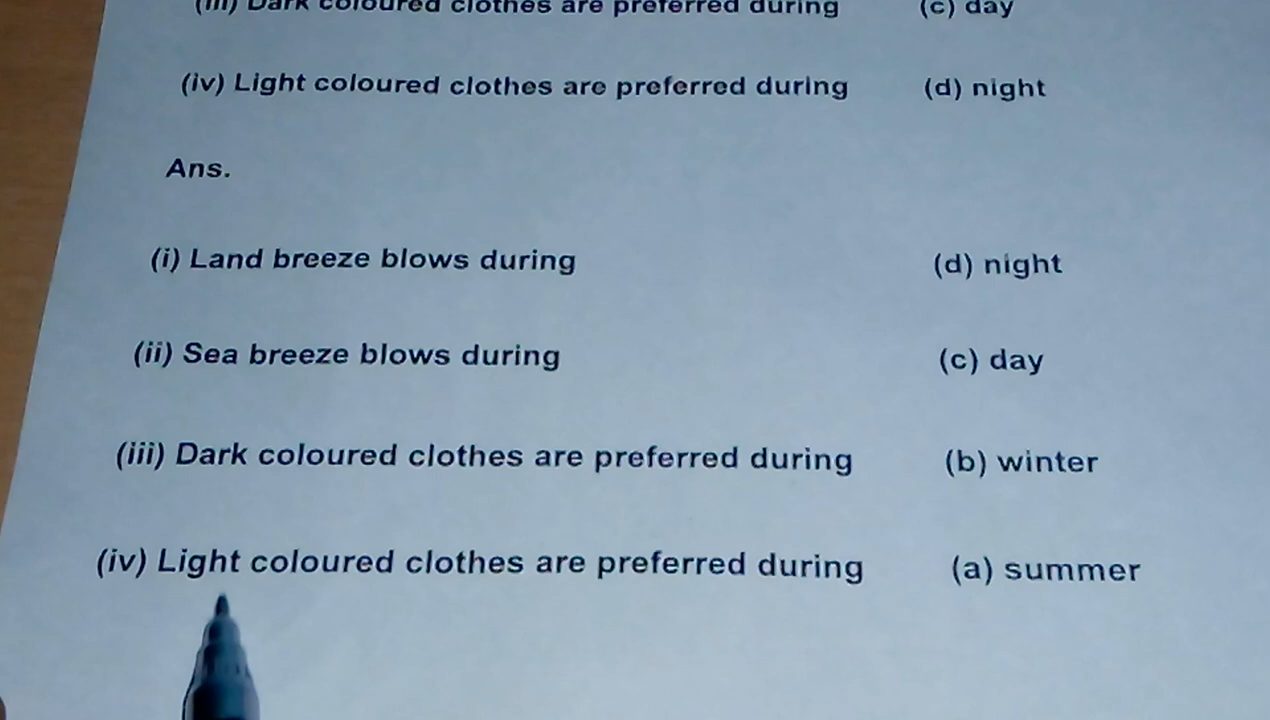 (iii) Dark coloured clothes are preferred during (c) day
(iv) Light coloured clothes are preferred during (d) night
Ans.
(i) Land breeze blows during (d) night
(ii) Sea breeze blows during (c) day
(iii) Dark coloured clothes are preferred during (b) winter
(iv) Light coloured clothes are preferred during (a) summer